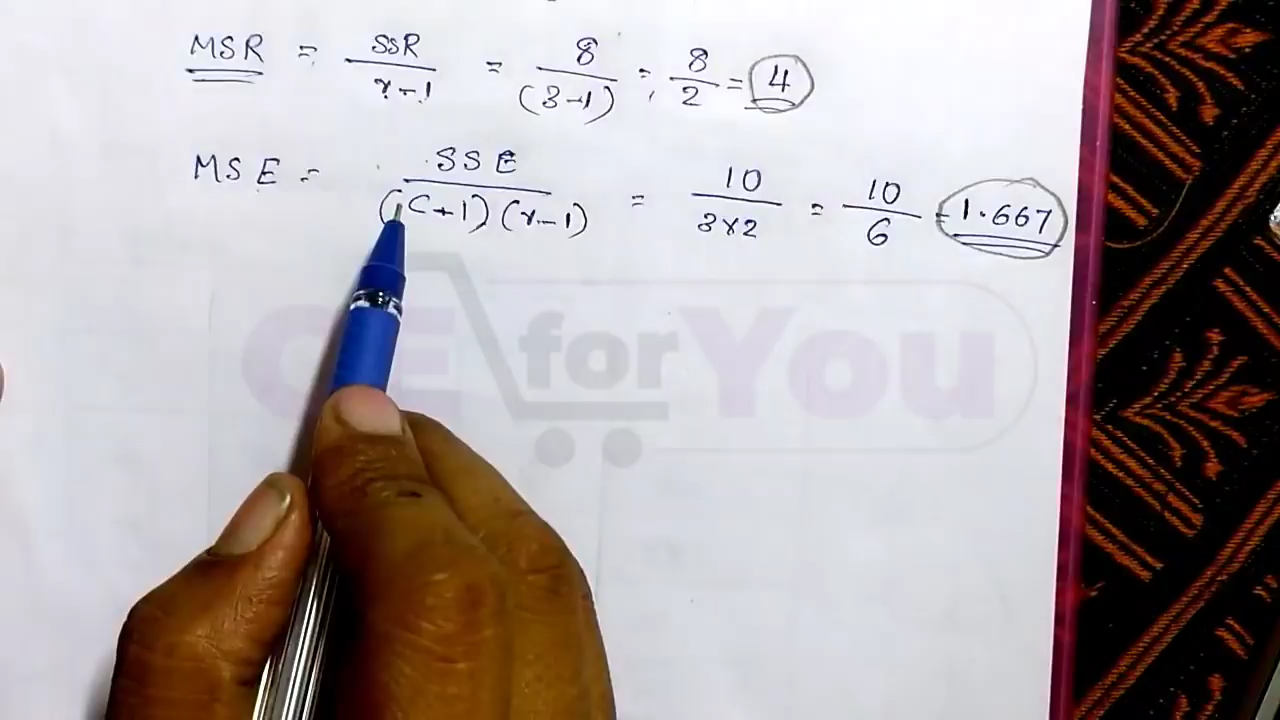 MSR = SSR / r-1 = 8 / (3-1) = 8 / 2 = 4
MSE = SSE / (C+1) (r-1) = 10 / 3x2 = 10 / 6 = 1.667
CE for You